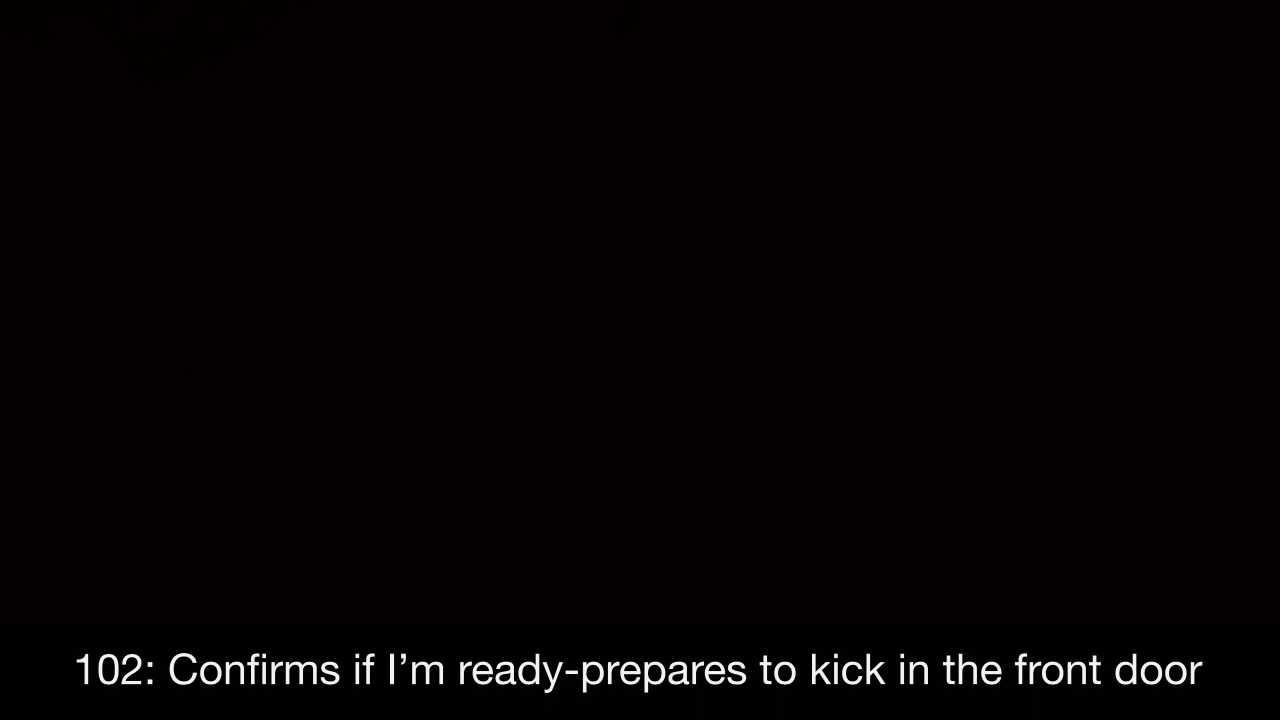 102: Confirms if I’m ready-prepares to kick in the front door